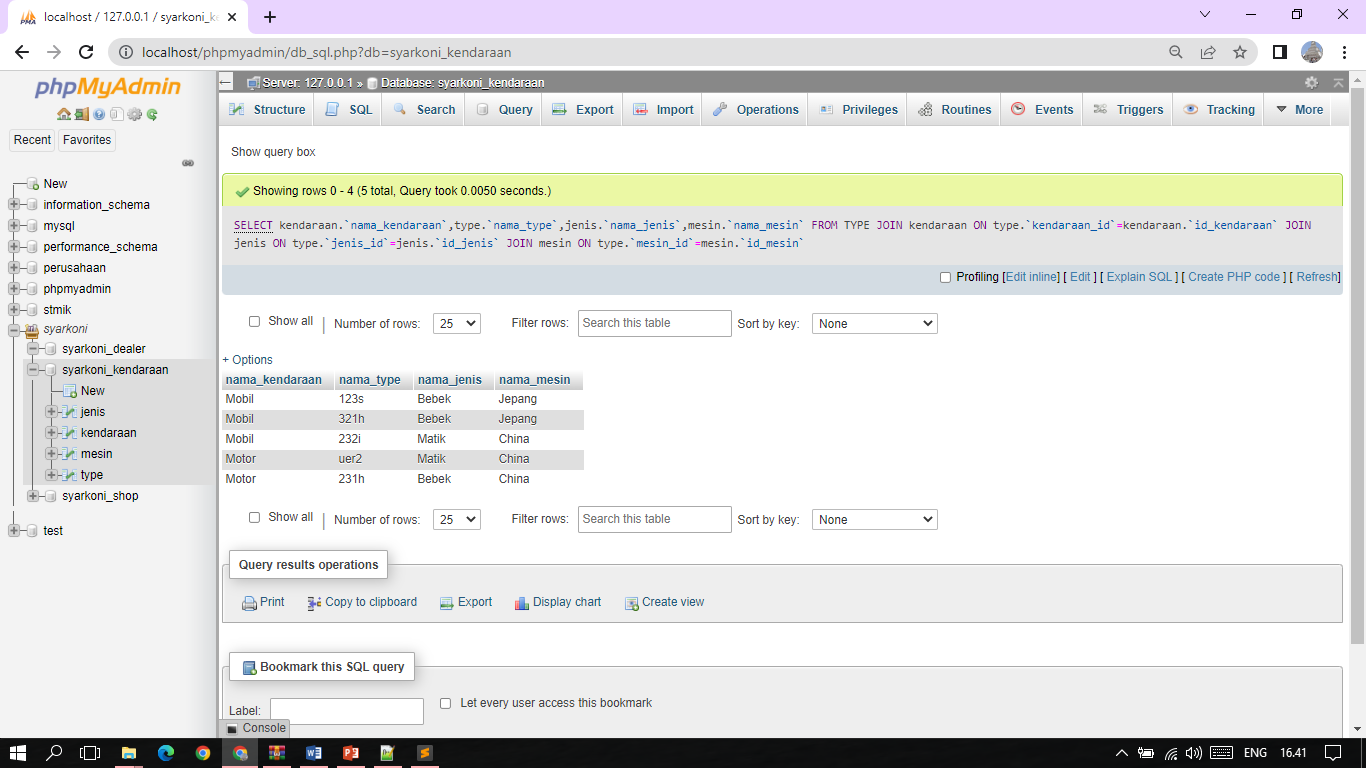 localhost / 127.0.0.1 / syarkoni_k
localhost/phpmyadmin/db_sql.php?db=syarkoni_kendaraan
phpMyAdmin
Server: 127.0.0.1 » Database: syarkoni_kendaraan
Structure SQL Search Query Export Import Operations Privileges Routines Events Triggers Tracking More
Recent Favorites
New
information_schema
mysql
performance_schema
perusahaan
phpmyadmin
stmik
syarkoni
syarkoni_dealer
syarkoni_kendaraan
New
jenis
kendaraan
mesin
type
syarkoni_shop
test
Show query box
Showing rows 0 - 4 (5 total, Query took 0.0050 seconds.)
SELECT kendaraan.`nama_kendaraan`,type.`nama_type`,jenis.`nama_jenis`,mesin.`nama_mesin` FROM TYPE JOIN kendaraan ON type.`kendaraan_id`=kendaraan.`id_kendaraan` JOIN
jenis ON type.`jenis_id`=jenis.`id_jenis` JOIN mesin ON type.`mesin_id`=mesin.`id_mesin`
Profiling [Edit inline] [ Edit ] [ Explain SQL ] [ Create PHP code ] [ Refresh]
Show all | Number of rows: 25 Filter rows: Search this table Sort by key: None
+ Options
nama_kendaraan nama_type nama_jenis nama_mesin
Mobil 123s Bebek Jepang
Mobil 321h Bebek Jepang
Mobil 232i Matik China
Motor uer2 Matik China
Motor 231h Bebek China
Show all | Number of rows: 25 Filter rows: Search this table Sort by key: None
Query results operations
Print Copy to clipboard Export Display chart Create view
Bookmark this SQL query
Label: Let every user access this bookmark
Console
ENG 16.41